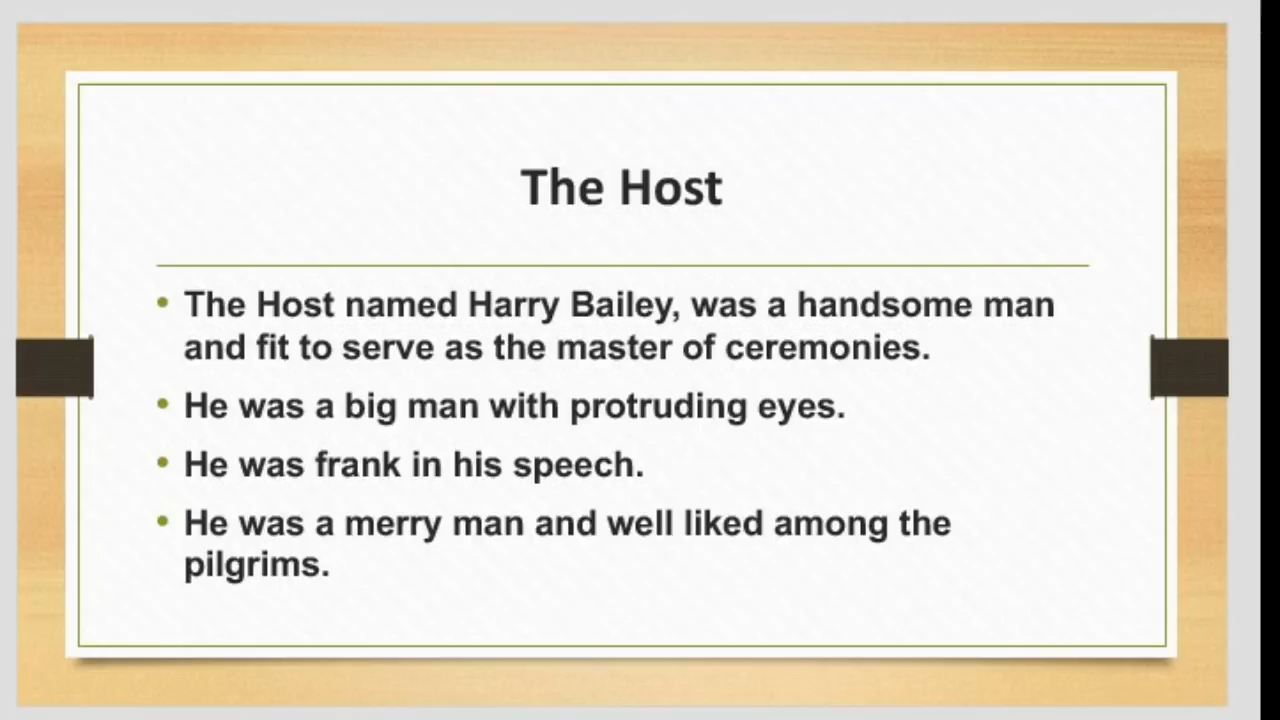 The Host
• The Host named Harry Bailey, was a handsome man
and fit to serve as the master of ceremonies.
• He was a big man with protruding eyes.
• He was frank in his speech.
• He was a merry man and well liked among the
pilgrims.